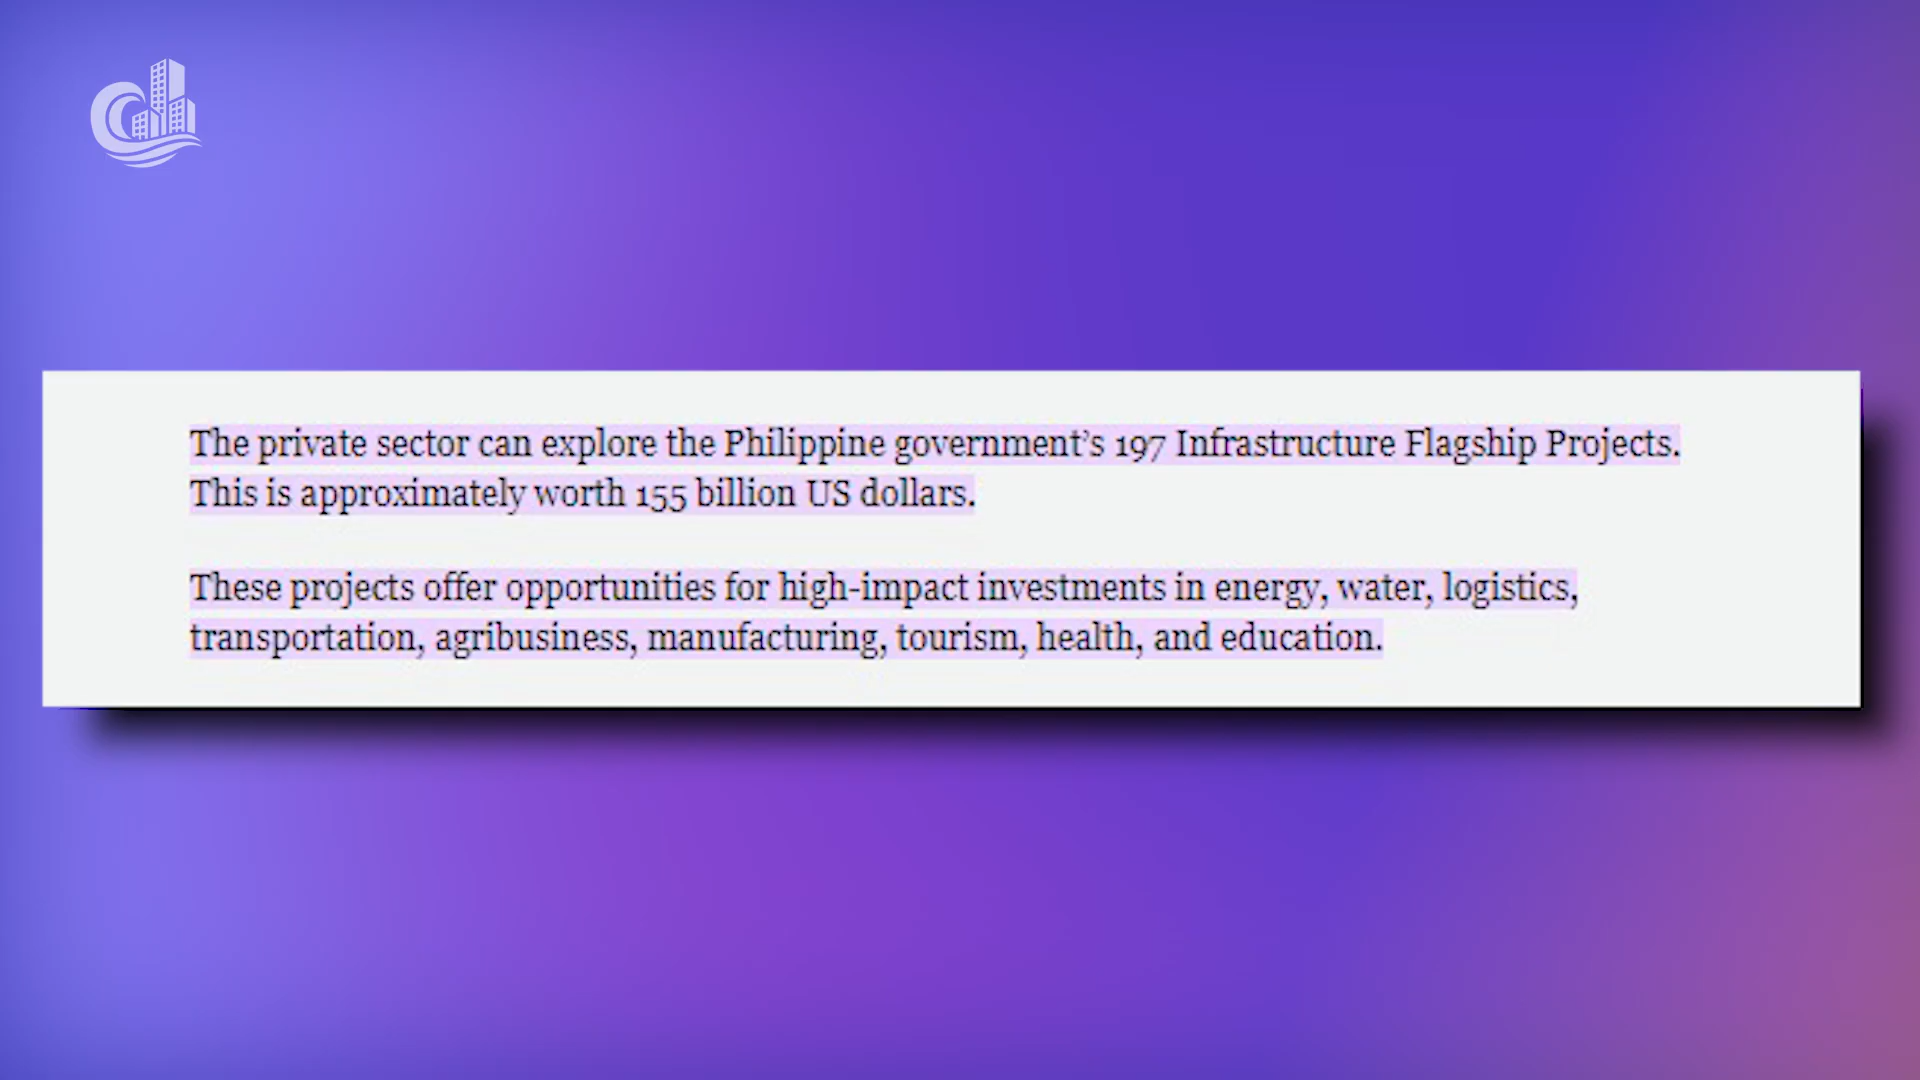 The private sector can explore the Philippine government’s 197 Infrastructure Flagship Projects.
This is approximately worth 155 billion US dollars.
These projects offer opportunities for high-impact investments in energy, water, logistics,
transportation, agribusiness, manufacturing, tourism, health, and education.